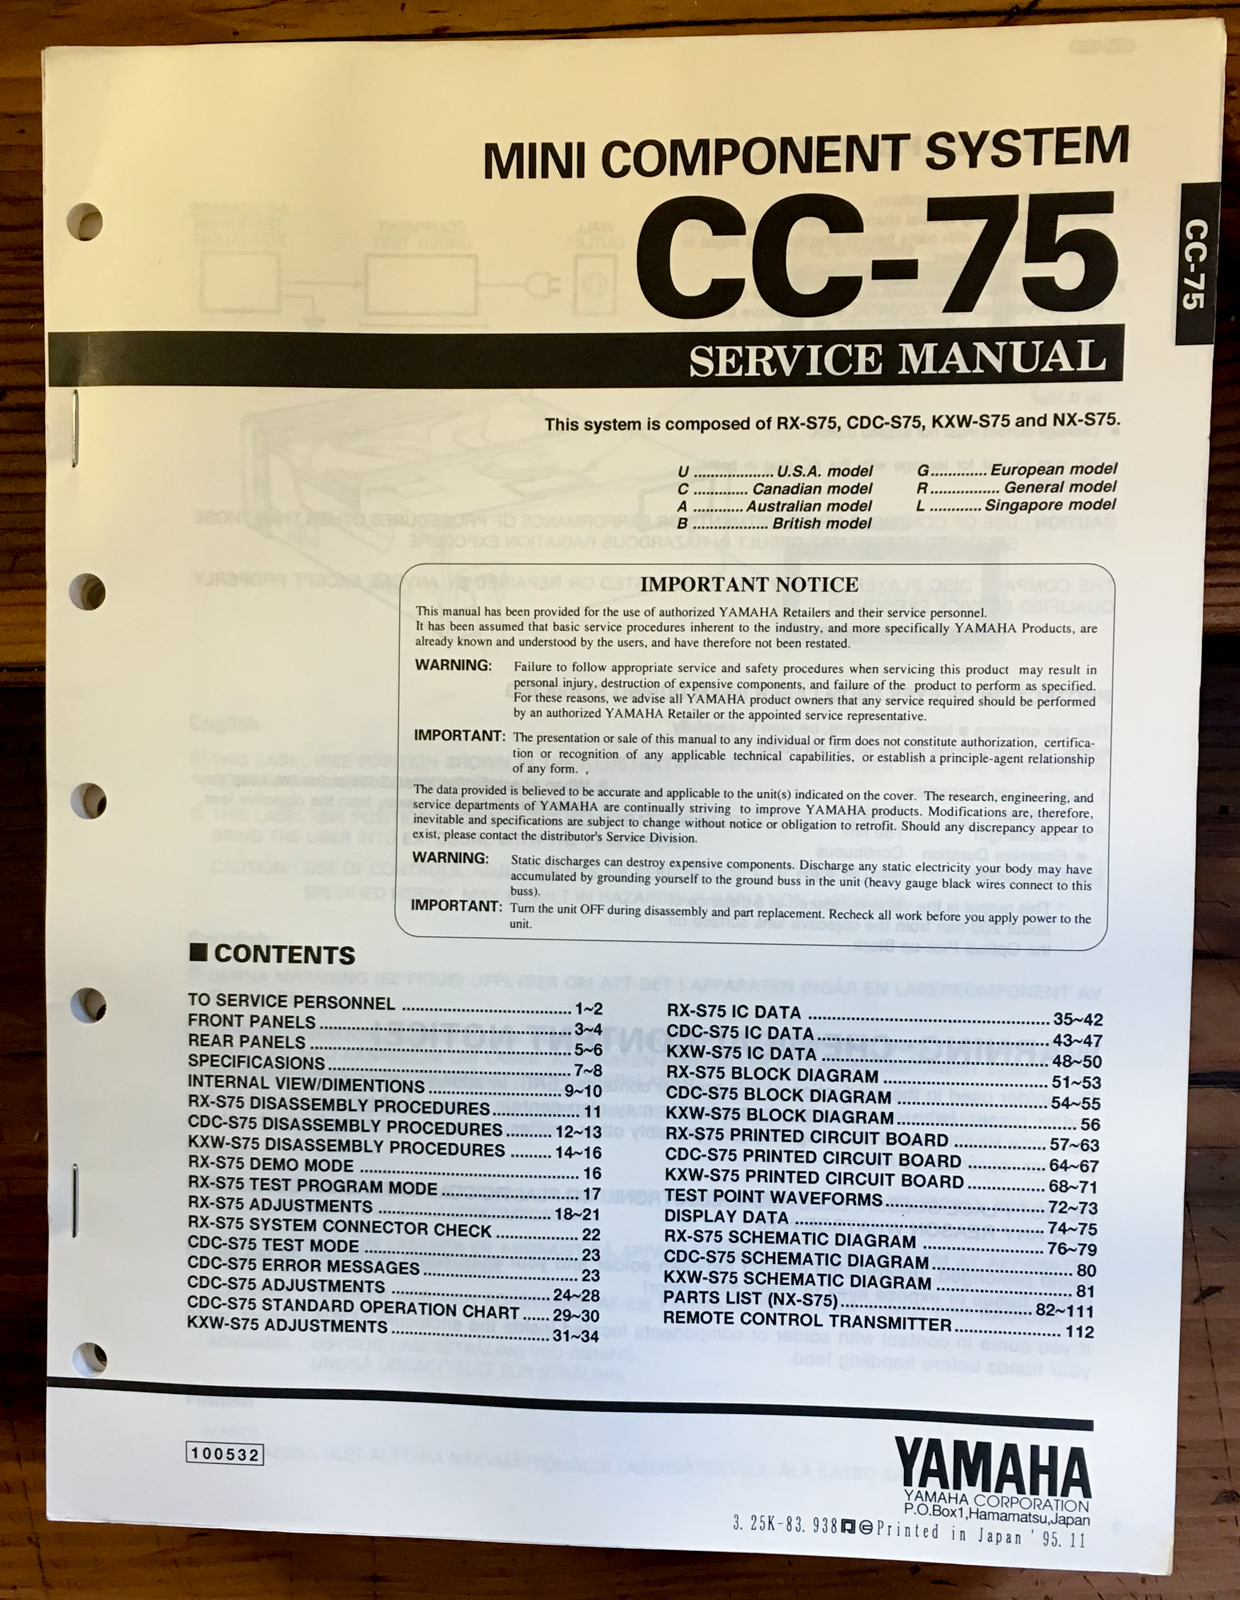 MINI COMPONENT SYSTEM
CC-75
CC-75
SERVICE MANUAL
This system is composed of RX-S75, CDC-S75, KXW-S75 and NX-S75.
U ................... U.S.A. model
C ............. Canadian model
A ............ Australian model
B .................. British model
G ............. European model
R ................ General model
L ............ Singapore model
IMPORTANT NOTICE
This manual has been provided for the use of authorized YAMAHA Retailers and their service personnel.
It has been assumed that basic service procedures inherent to the industry, and more specifically YAMAHA Products, are
already known and understood by the users, and have therefore not been restated.
WARNING: Failure to follow appropriate service and safety procedures when servicing this product may result in
personal injury, destruction of expensive components, and failure of the product to perform as specified.
For these reasons, we advise all YAMAHA product owners that any service required should be performed
by an authorized YAMAHA Retailer or the appointed service representative.
IMPORTANT: The presentation or sale of this manual to any individual or firm does not constitute authorization, certifica-
tion or recognition of any applicable technical capabilities, or establish a principle-agent relationship
of any form.
The data provided is believed to be accurate and applicable to the unit(s) indicated on the cover. The research, engineering, and
service departments of YAMAHA are continually striving to improve YAMAHA products. Modifications are, therefore,
inevitable and specifications are subject to change without notice or obligation to retrofit. Should any discrepancy appear to
exist, please contact the distributor's Service Division.
WARNING: Static discharges can destroy expensive components. Discharge any static electricity your body may have
accumulated by grounding yourself to the ground buss in the unit (heavy gauge black wires connect to this
buss).
IMPORTANT: Turn the unit OFF during disassembly and part replacement. Recheck all work before you apply power to the
unit.
■ CONTENTS
TO SERVICE PERSONNEL .................... 1~2
FRONT PANELS .................... 3~4
REAR PANELS .................... 5~6
SPECIFICASIONS .................... 7~8
INTERNAL VIEW/DIMENTIONS .................... 9~10
RX-S75 DISASSEMBLY PROCEDURES .................... 11
CDC-S75 DISASSEMBLY PROCEDURES .......... 12~13
KXW-S75 DISASSEMBLY PROCEDURES .......... 14~16
RX-S75 DEMO MODE .................... 16
RX-S75 TEST PROGRAM MODE .................... 17
RX-S75 ADJUSTMENTS .................... 18~21
RX-S75 SYSTEM CONNECTOR CHECK .................... 22
CDC-S75 TEST MODE .................... 23
CDC-S75 ERROR MESSAGES .................... 23
CDC-S75 ADJUSTMENTS .................... 24~28
CDC-S75 STANDARD OPERATION CHART ....... 29~30
KXW-S75 ADJUSTMENTS .................... 31~34
RX-S75 IC DATA .................... 35~42
CDC-S75 IC DATA .................... 43~47
KXW-S75 IC DATA .................... 48~50
RX-S75 BLOCK DIAGRAM .................... 51~53
CDC-S75 BLOCK DIAGRAM .................... 54~55
KXW-S75 BLOCK DIAGRAM .................... 56
RX-S75 PRINTED CIRCUIT BOARD .................... 57~63
CDC-S75 PRINTED CIRCUIT BOARD .............. 64~67
KXW-S75 PRINTED CIRCUIT BOARD .............. 68~71
TEST POINT WAVEFORMS .................... 72~73
DISPLAY DATA .................... 74~75
RX-S75 SCHEMATIC DIAGRAM .................... 76~79
CDC-S75 SCHEMATIC DIAGRAM .................... 80
KXW-S75 SCHEMATIC DIAGRAM .................... 81
PARTS LIST (NX-S75) .................... 82~111
REMOTE CONTROL TRANSMITTER .................... 112
100532
YAMAHA
YAMAHA CORPORATION
P.O.Box1,Hamamatsu,Japan
3. 25K-83. 938 © Printed in Japan ' 95. 11